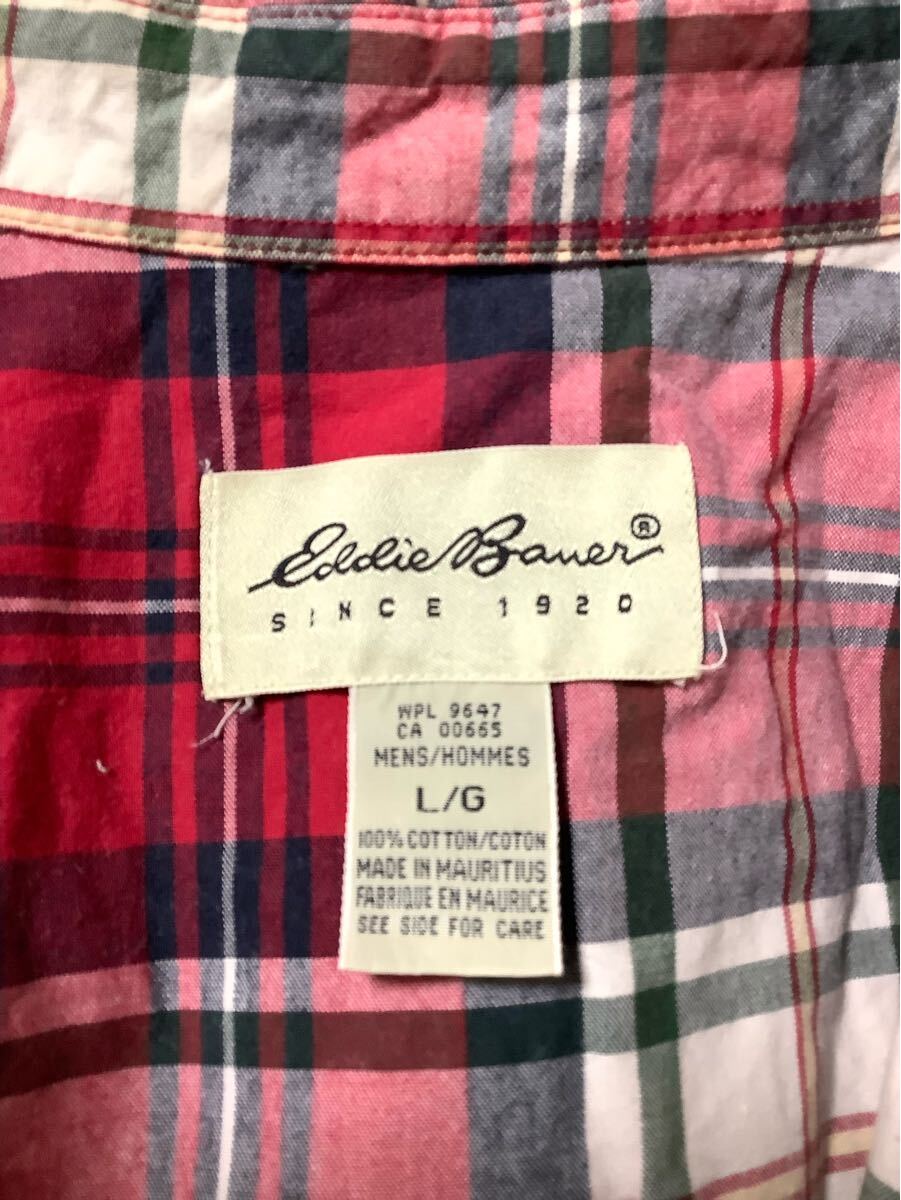 Eddie Bauer®
SINCE 1920
WPL 9647
CA 00665
MENS/HOMMES
L/G
100% COTTON/COTON
MADE IN MAURITIUS
FABRIQUE EN MAURICE
SEE SIDE FOR CARE